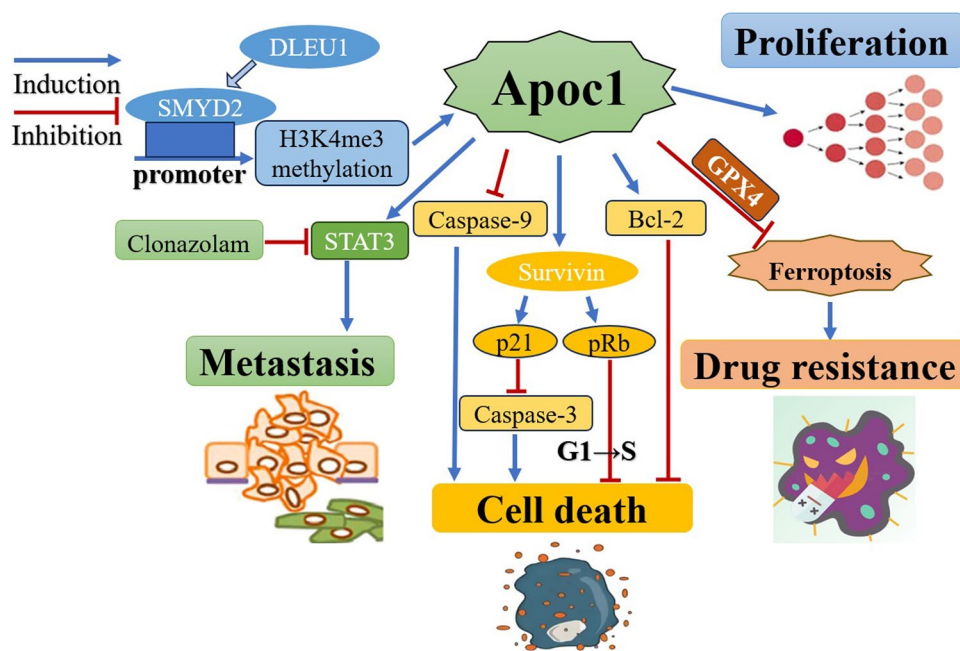 DLEU1
Proliferation
Induction
SMYD2
Inhibition
Apoc1
H3K4me3
methylation
promoter
GPX4
Caspase-9
Bcl-2
Clonazolam
STAT3
Survivin
Ferroptosis
p21
pRb
Metastasis
Drug resistance
Caspase-3
G1→S
Cell death